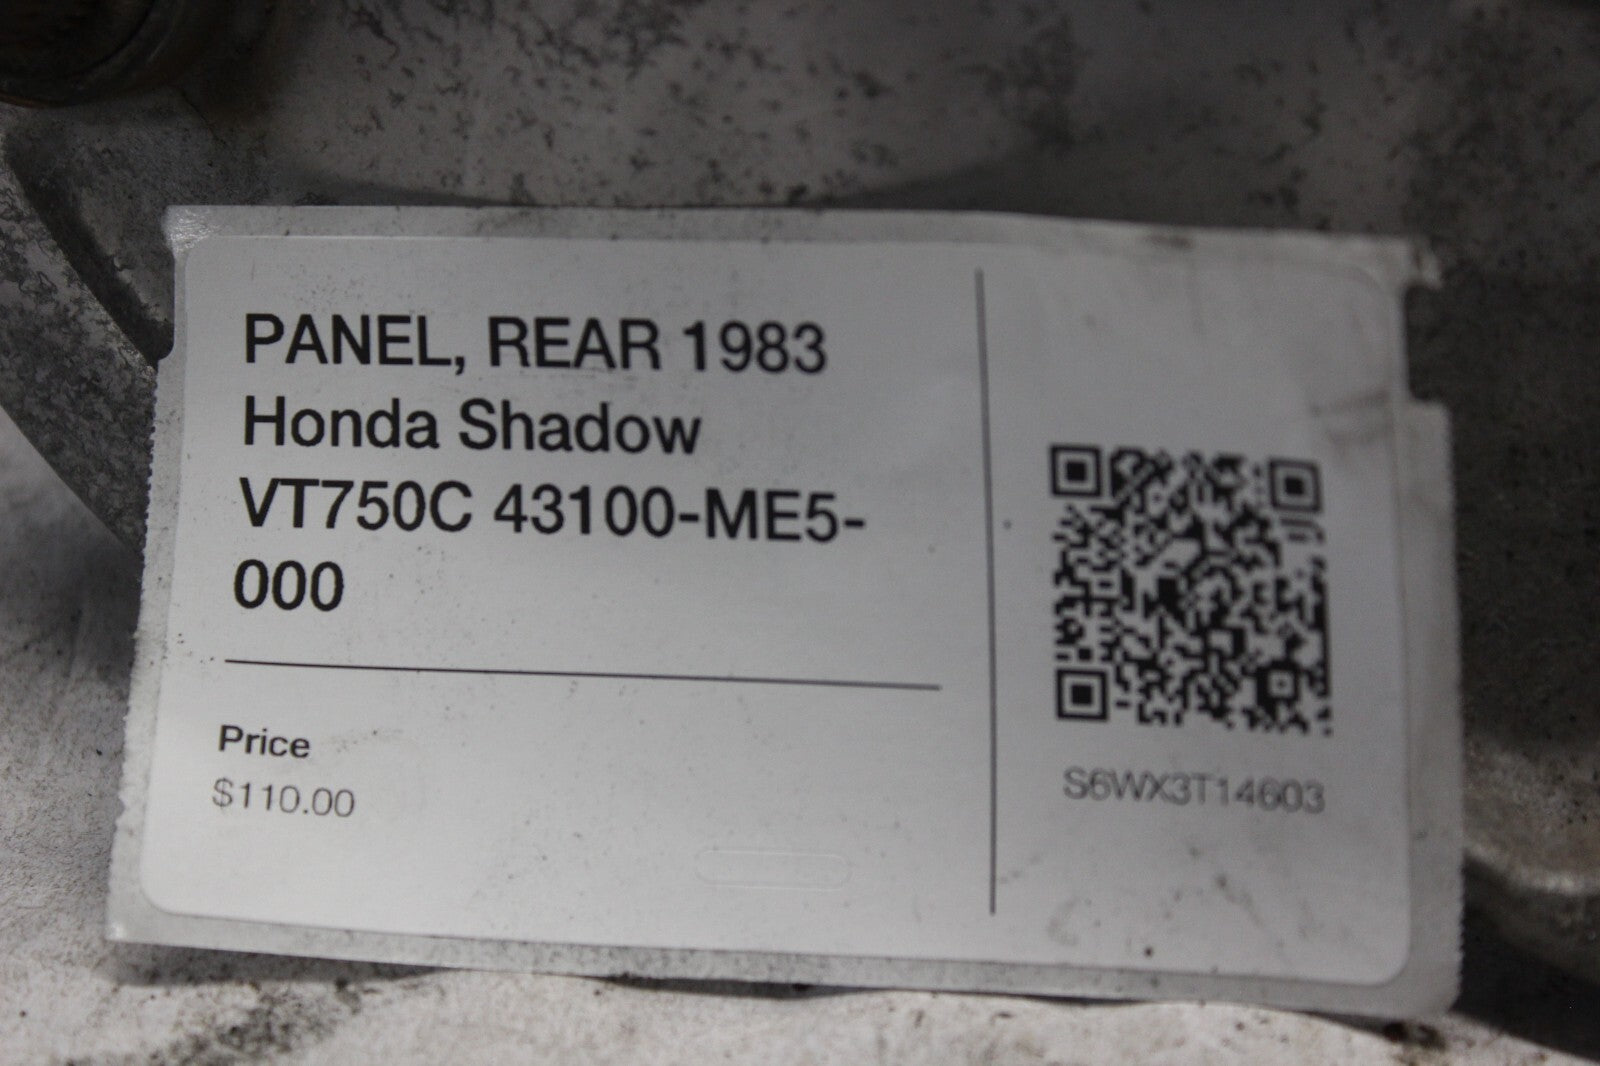 PANEL, REAR 1983
Honda Shadow
VT750C 43100-ME5-
000
Price
$110.00
S6WX3T14603